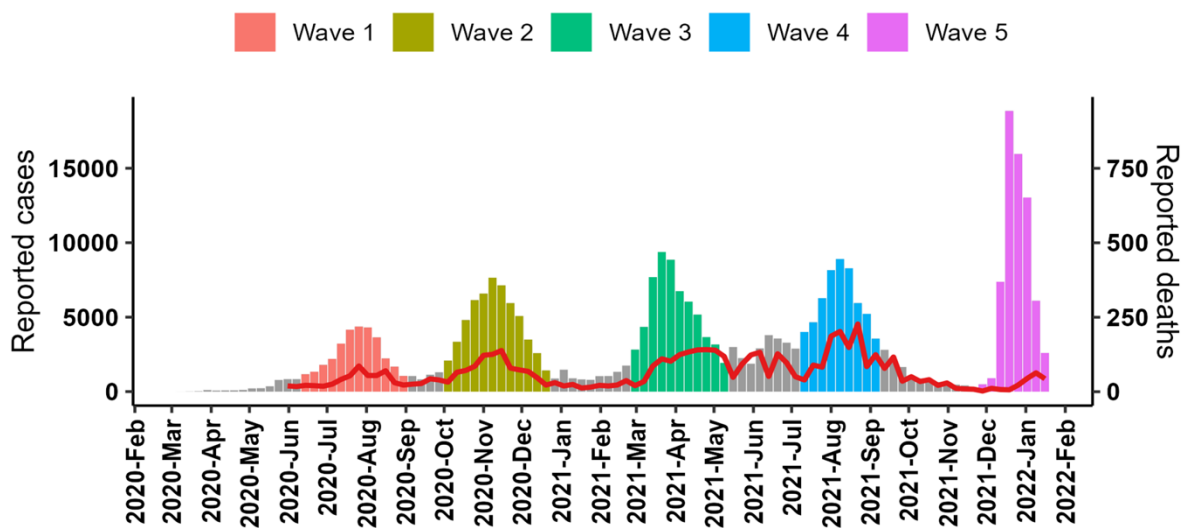 Wave 1 Wave 2 Wave 3 Wave 4 Wave 5
Reported cases
15000
10000
5000
0
750
500
250
0
Reported deaths
2020-Feb
2020-Mar
2020-Apr
2020-May
2020-Jun
2020-Jul
2020-Aug
2020-Sep
2020-Oct
2020-Nov
2020-Dec
2021-Jan
2021-Feb
2021-Mar
2021-Apr
2021-May
2021-Jun
2021-Jul
2021-Aug
2021-Sep
2021-Oct
2021-Nov
2021-Dec
2022-Jan
2022-Feb